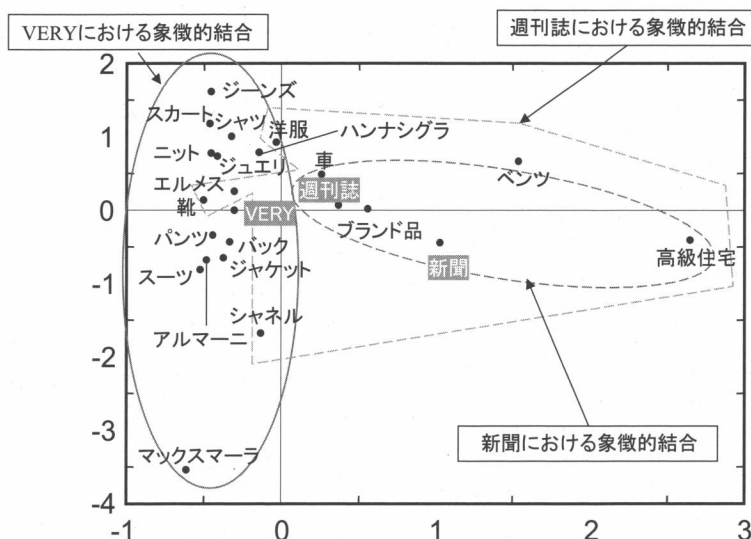 VERYにおける象徴的結合
週刊誌における象徴的結合
2
ジーンズ
スカート
シャツ
洋服
ハンナシグラ
1
ニット
ジュエリ
車
ベンツ
エルメス
週刊誌
靴
VERY
0
ブランド品
パンツ
バック
新聞
高級住宅
スーツ
ジャケット
-1
シャネル
アルマーニ
-2
新聞における象徴的結合
-3
マックスマーラ
-4
-1 0 1 2 3